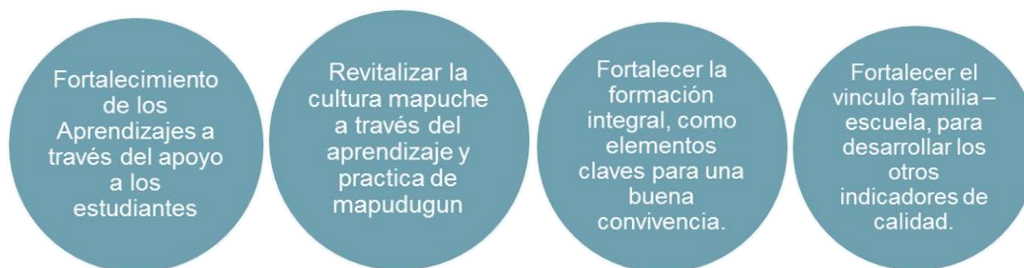 Fortalecimiento
de los
Aprendizajes a
través del apoyo
a los
estudiantes
Revitalizar la
cultura mapuche
a través del
aprendizaje y
practica de
mapudugun
Fortalecer la
formación
integral, como
elementos
claves para una
buena
convivencia.
Fortalecer el
vinculo familia –
escuela, para
desarrollar los
otros
indicadores de
calidad.